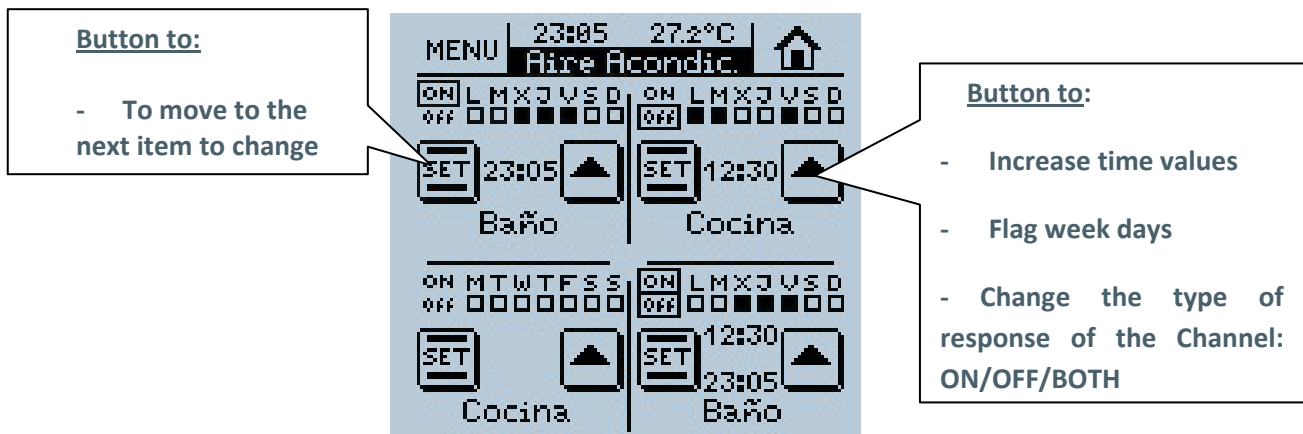 Button to:
- To move to the
next item to change
MENU
23:05 27.2°C
Aire Acondic.
ON L M X J V S D
OFF
SET 23:05
Baño
ON L M X J V S D
OFF
SET 12:30
Cocina
ON M T W T F S S
OFF
SET
Cocina
ON L M X J V S D
OFF
12:30
SET
23:05
Baño
Button to:
- Increase time values
- Flag week days
- Change the type of
response of the Channel:
ON/OFF/BOTH